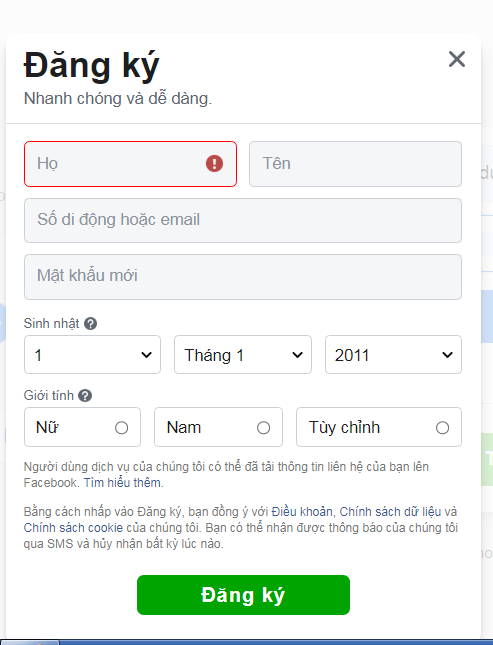 Đăng ký
Nhanh chóng và dễ dàng.
Họ
Tên
Số di động hoặc email
Mật khẩu mới
Sinh nhật
1
Tháng 1
2011
Giới tính
Nữ
Nam
Tùy chỉnh
Người dùng dịch vụ của chúng tôi có thể đã tải thông tin liên hệ của bạn lên
Facebook. Tìm hiểu thêm.
Bằng cách nhấp vào Đăng ký, bạn đồng ý với Điều khoản, Chính sách dữ liệu và
Chính sách cookie của chúng tôi. Bạn có thể nhận được thông báo của chúng tôi
qua SMS và hủy nhận bất kỳ lúc nào.
Đăng ký